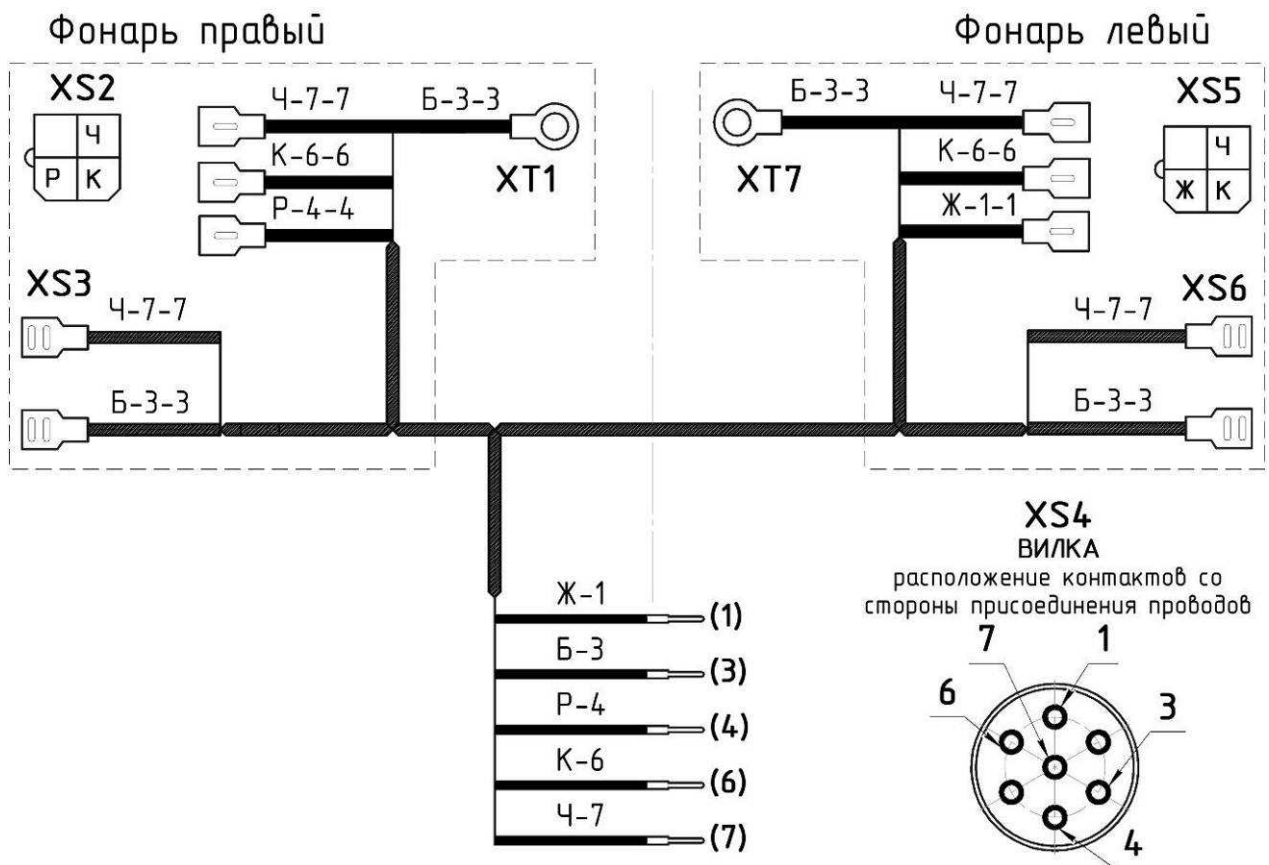 Фонарь правый
Фонарь левый
XS2
Ч
Р К
Ч-7-7
Б-3-3
К-6-6
Р-4-4
XT1
XS3
Ч-7-7
Б-3-3
Б-3-3
Ч-7-7
К-6-6
Ж-1-1
XT7
XS5
Ч
Ж К
XS6
Ч-7-7
Б-3-3
Ж-1
(1)
Б-3
(3)
Р-4
(4)
К-6
(6)
Ч-7
(7)
XS4
ВИЛКА
расположение контактов со
стороны присоединения проводов
7
1
6
3
4